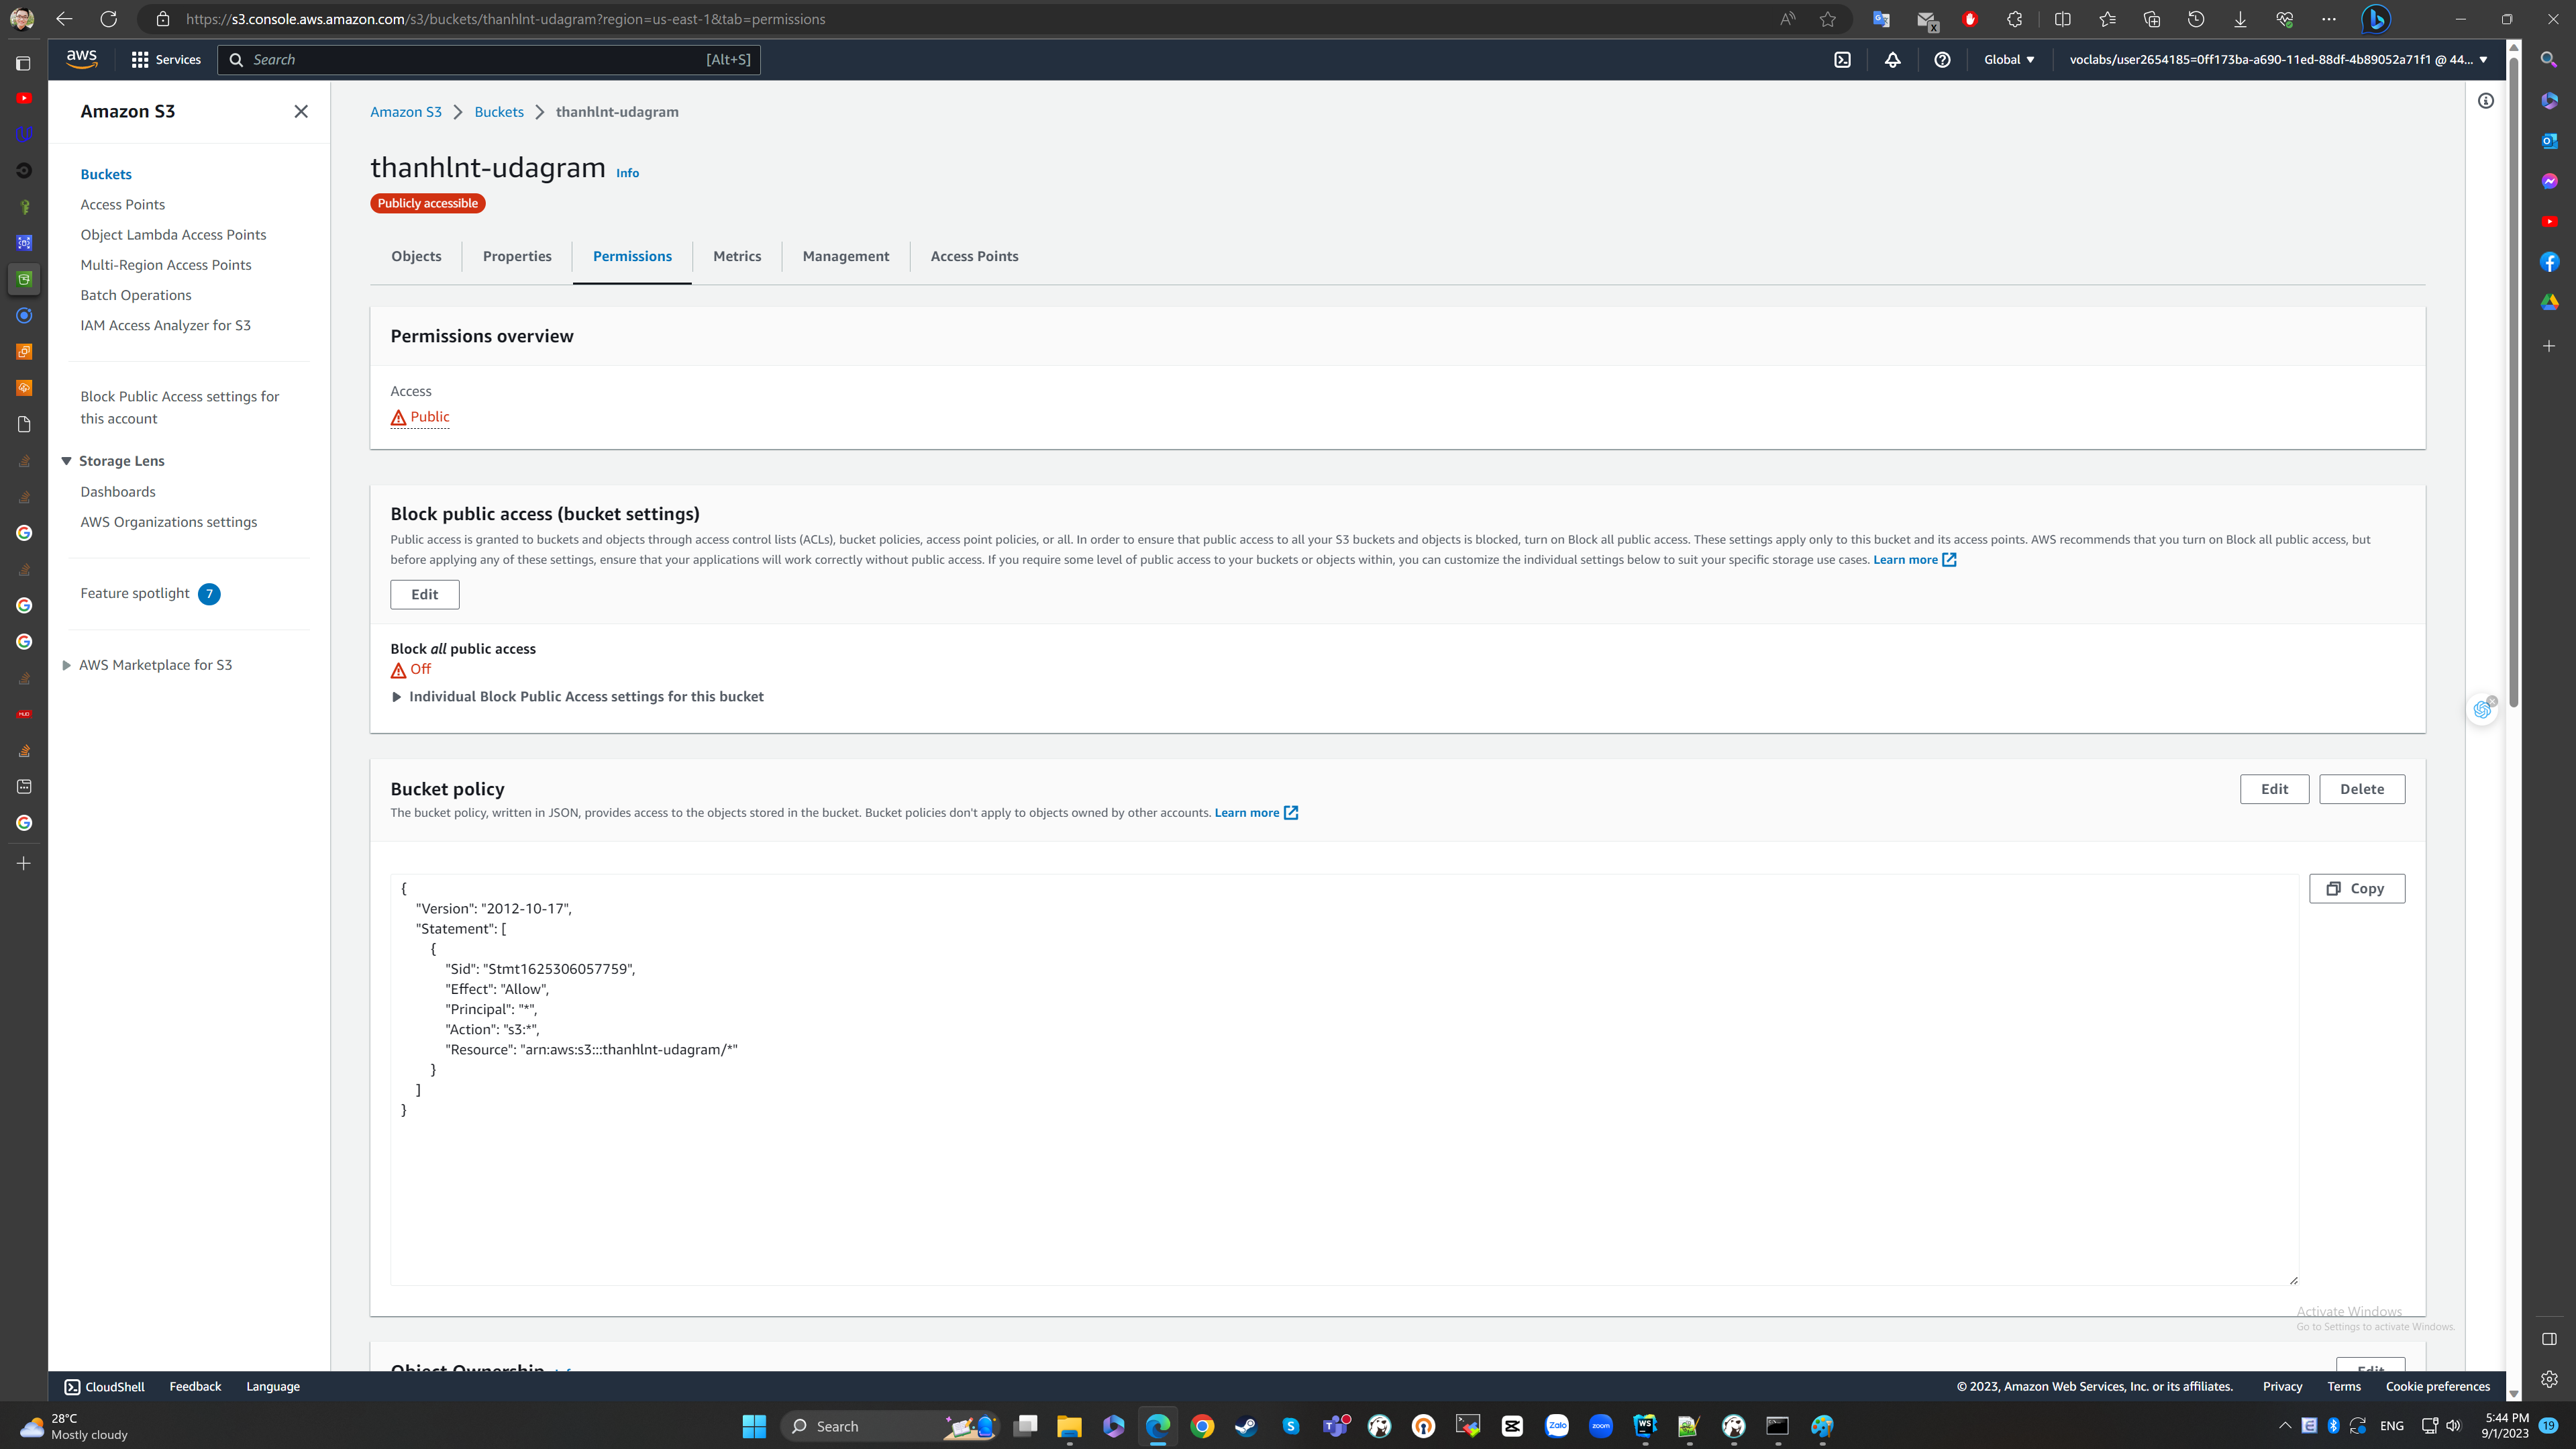 https://s3.console.aws.amazon.com/s3/buckets/thanhlnt-udagram?region=us-east-1&tab=permissions
aws
Services
Search
[Alt+S]
Global
voclabs/user2654185=0ff173ba-a690-11ed-88df-4b89052a71f1 @ 44...
Amazon S3
Buckets
Access Points
Object Lambda Access Points
Multi-Region Access Points
Batch Operations
IAM Access Analyzer for S3
Block Public Access settings for
this account
Storage Lens
Dashboards
AWS Organizations settings
Feature spotlight 7
AWS Marketplace for S3
Amazon S3 > Buckets > thanhlnt-udagram
thanhlnt-udagram Info
Publicly accessible
Objects
Properties
Permissions
Metrics
Management
Access Points
Permissions overview
Access
Public
Block public access (bucket settings)
Public access is granted to buckets and objects through access control lists (ACLs), bucket policies, access point policies, or all. In order to ensure that public access to all your S3 buckets and objects is blocked, turn on Block all public access. These settings apply only to this bucket and its access points. AWS recommends that you turn on Block all public access, but
before applying any of these settings, ensure that your applications will work correctly without public access. If you require some level of public access to your buckets or objects within, you can customize the individual settings below to suit your specific storage use cases. Learn more
Edit
Block all public access
Off
Individual Block Public Access settings for this bucket
Bucket policy
Edit
Delete
The bucket policy, written in JSON, provides access to the objects stored in the bucket. Bucket policies don't apply to objects owned by other accounts. Learn more
Copy
{
"Version": "2012-10-17",
"Statement": [
{
"Sid": "Stmt1625306057759",
"Effect": "Allow",
"Principal": "*",
"Action": "s3:*",
"Resource": "arn:aws:s3:::thanhlnt-udagram/*"
}
]
}
Activate Windows
Go to Settings to activate Windows.
Object Ownership
Edit
CloudShell
Feedback
Language
© 2023, Amazon Web Services, Inc. or its affiliates.
Privacy
Terms
Cookie preferences
28°C
Mostly cloudy
Search
Zalo
zoom
WS
ENG
5:44 PM
9/1/2023
19